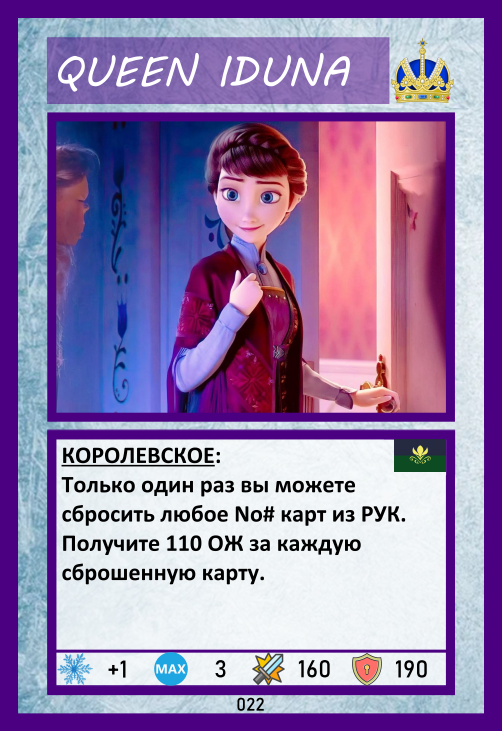 QUEEN IDUNA
КОРОЛЕВСКОЕ:
Только один раз вы можете
сбросить любое No# карт из РУК.
Получите 110 ОЖ за каждую
сброшенную карту.
+1 MAX 3 160 190
022